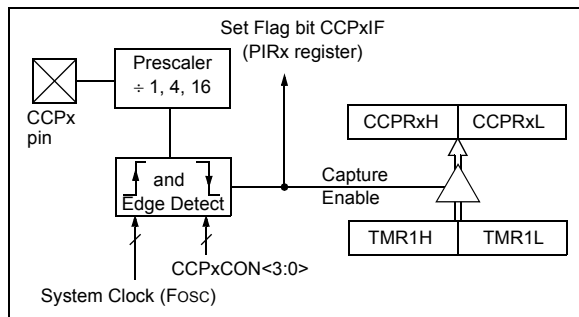 Set Flag bit CCPxIF
(PIRx register)
Prescaler
÷ 1, 4, 16
CCPx
pin
CCPRxH
CCPRxL
and
Edge Detect
Capture
Enable
TMR1H
TMR1L
CCPxCON<3:0>
System Clock (FOSC)